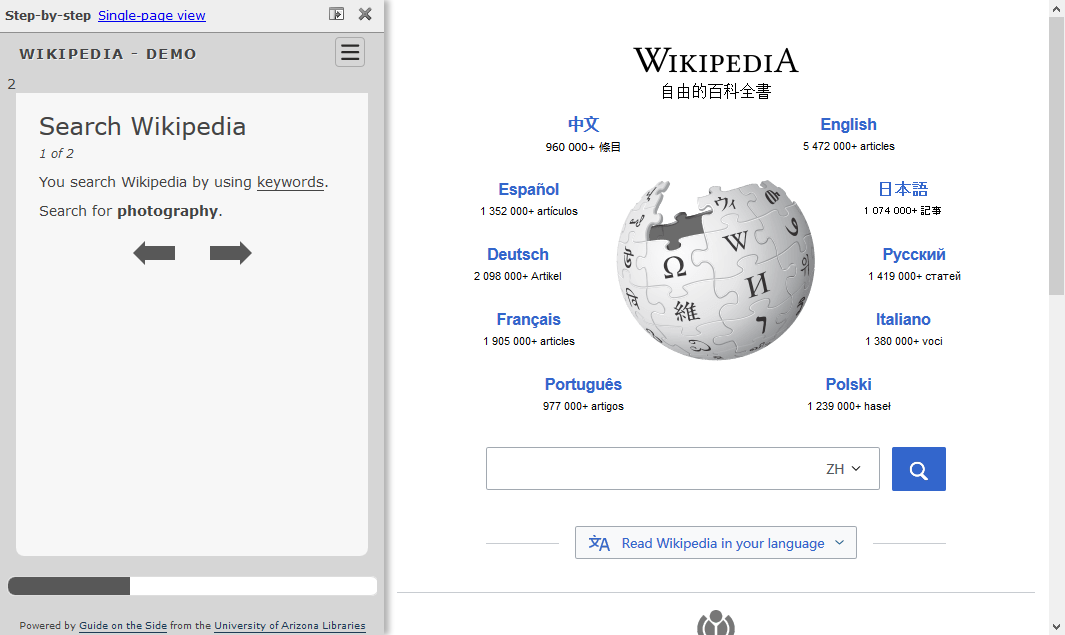 Step-by-step Single-page view
WIKIPEDIA - DEMO
2
Search Wikipedia
1 of 2
You search Wikipedia by using keywords.
Search for photography.
Powered by Guide on the Side from the University of Arizona Libraries
WIKIPEDIA
自由的百科全書
中文
960 000+ 條目
English
5 472 000+ articles
Español
1 352 000+ artículos
日本語
1 074 000+ 記事
Deutsch
2 098 000+ Artikel
Русский
1 419 000+ статей
Français
1 905 000+ articles
Italiano
1 380 000+ voci
Português
977 000+ artigos
Polski
1 239 000+ haseł
Ω
W
И
維
ウィ
ZH
Read Wikipedia in your language